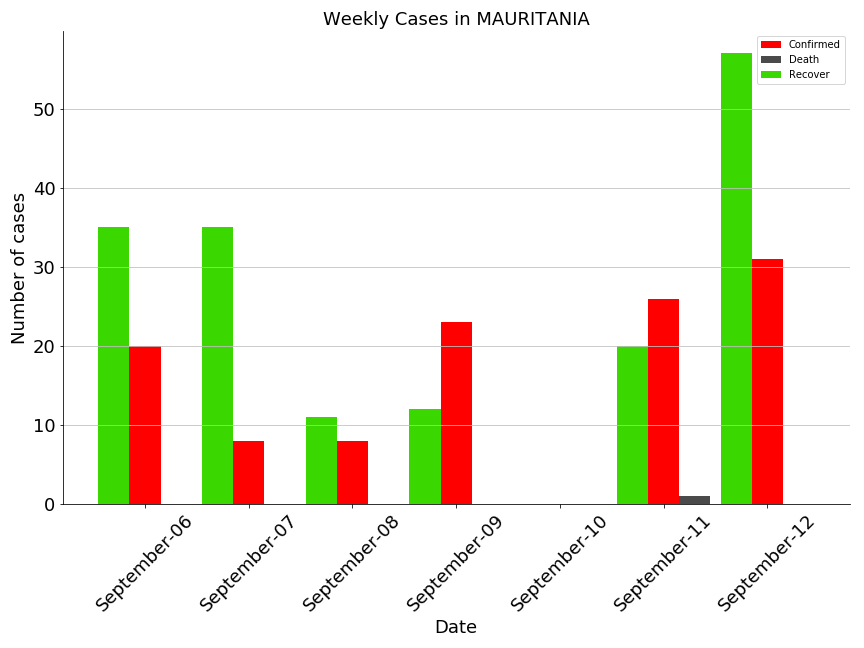 Weekly Cases in MAURITANIA
Confirmed
Death
Recover
Number of cases
50
40
30
20
10
0
September-06
September-07
September-08
September-09
September-10
September-11
September-12
Date